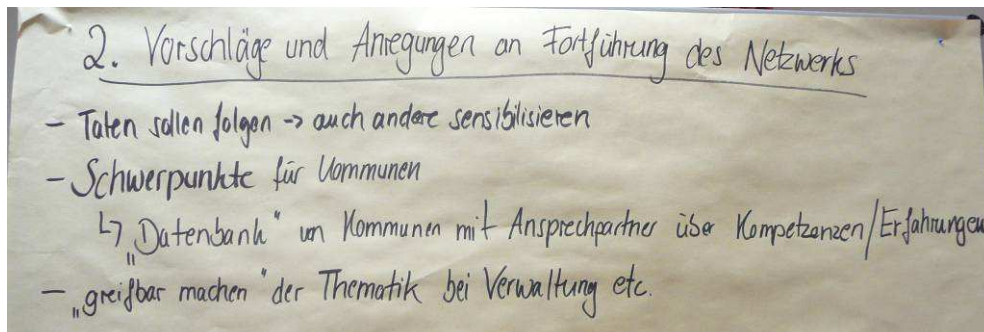 2. Vorschläge und Anregungen an Fortführung des Netzwerks
- Taten sollen folgen → auch andere sensibilisieren
- Schwerpunkte für Kommunen
↳ „Datenbank" von Kommunen mit Ansprechpartner über Kompetenzen/Erfahrungen
- „greifbar machen" der Thematik bei Verwaltung etc.